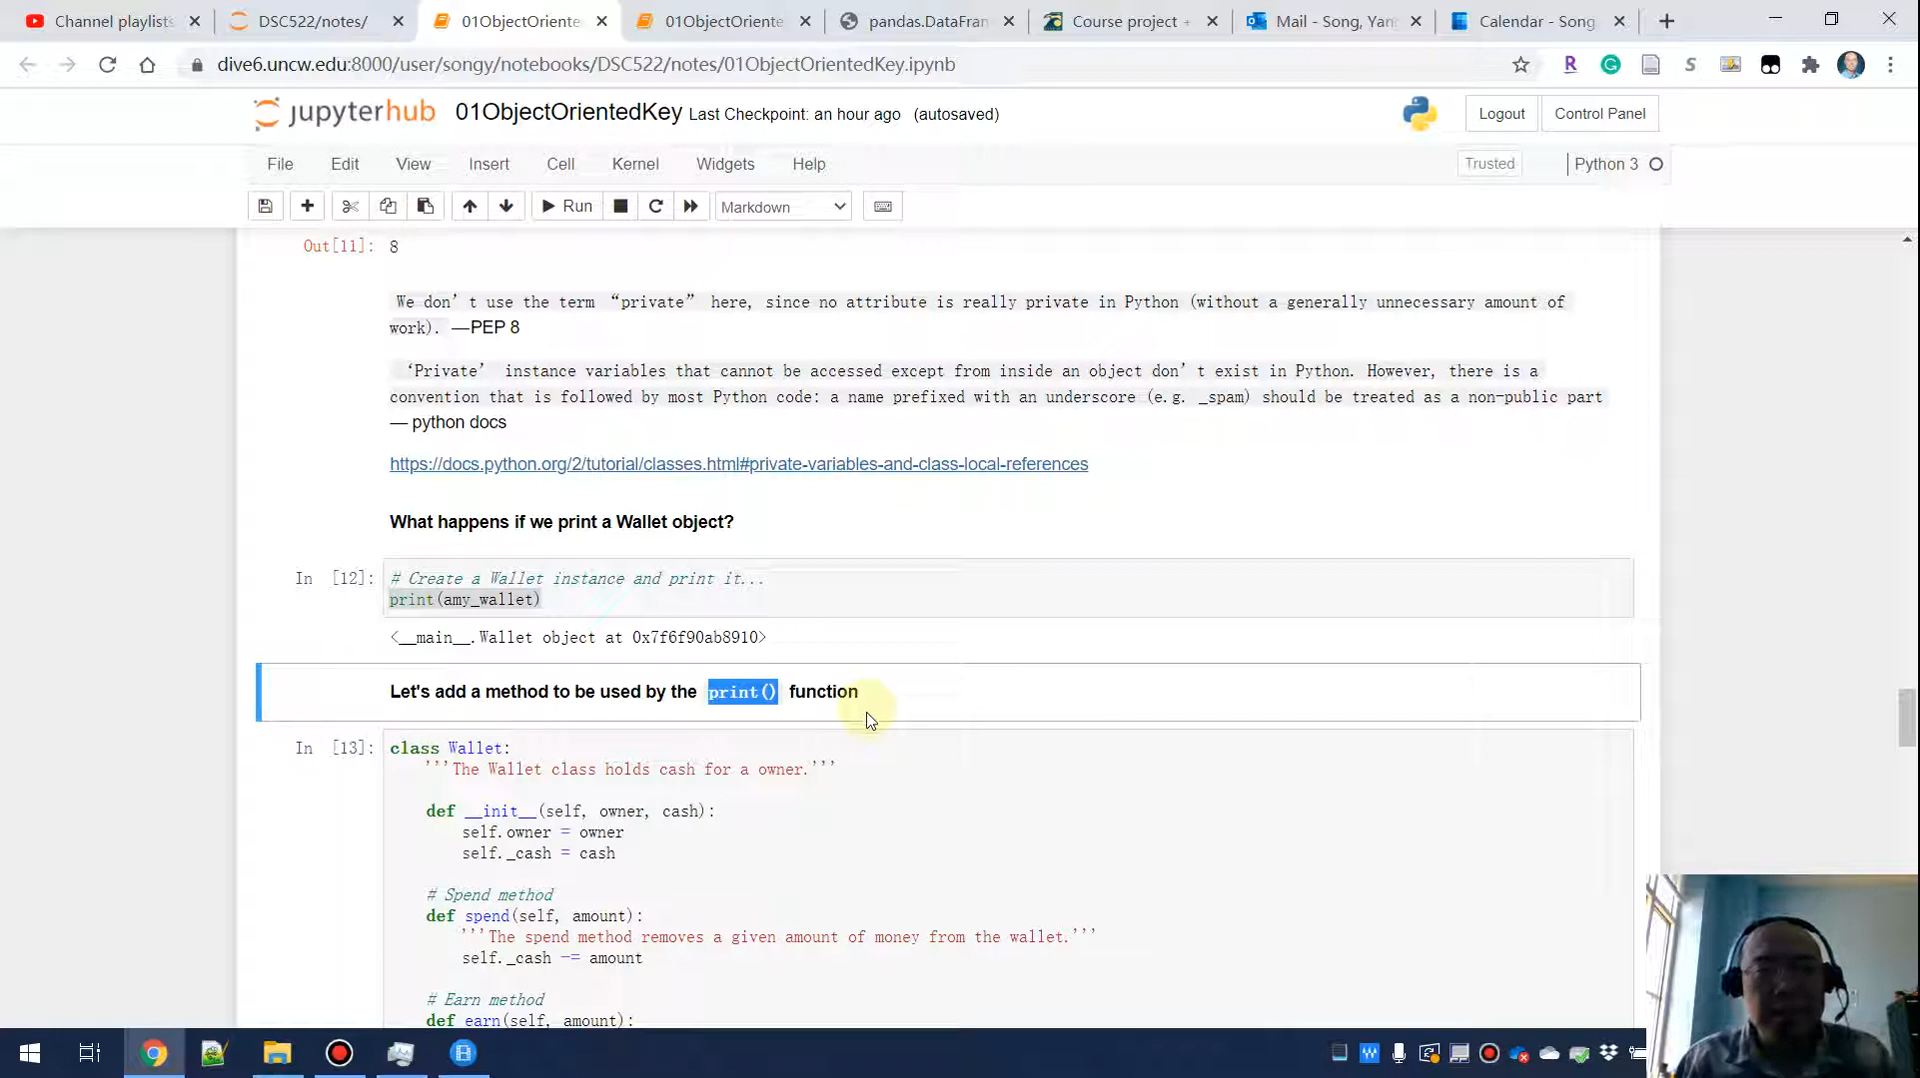 Channel playlists
DSC522/notes/
01ObjectOriente
01ObjectOriente
pandas.DataFran
Course project +
Mail - Song, Yan
Calendar - Song
dive6.uncw.edu:8000/user/songy/notebooks/DSC522/notes/01ObjectOrientedKey.ipynb
jupyterhub 01ObjectOrientedKey Last Checkpoint: an hour ago (autosaved)
Logout
Control Panel
File Edit View Insert Cell Kernel Widgets Help
Trusted
Python 3
Run
Markdown
Out[11]: 8
We don't use the term “private” here, since no attribute is really private in Python (without a generally unnecessary amount of
work). —PEP 8
‘Private’ instance variables that cannot be accessed except from inside an object don't exist in Python. However, there is a
convention that is followed by most Python code: a name prefixed with an underscore (e.g. _spam) should be treated as a non-public part
— python docs
https://docs.python.org/2/tutorial/classes.html#private-variables-and-class-local-references
What happens if we print a Wallet object?
In [12]: # Create a Wallet instance and print it...
print(amy_wallet)
<__main__.Wallet object at 0x7f6f90ab8910>
Let's add a method to be used by the print() function
In [13]: class Wallet:
'''The Wallet class holds cash for a owner.'''
def __init__(self, owner, cash):
self.owner = owner
self._cash = cash
# Spend method
def spend(self, amount):
'''The spend method removes a given amount of money from the wallet.'''
self._cash -= amount
# Earn method
def earn(self, amount):